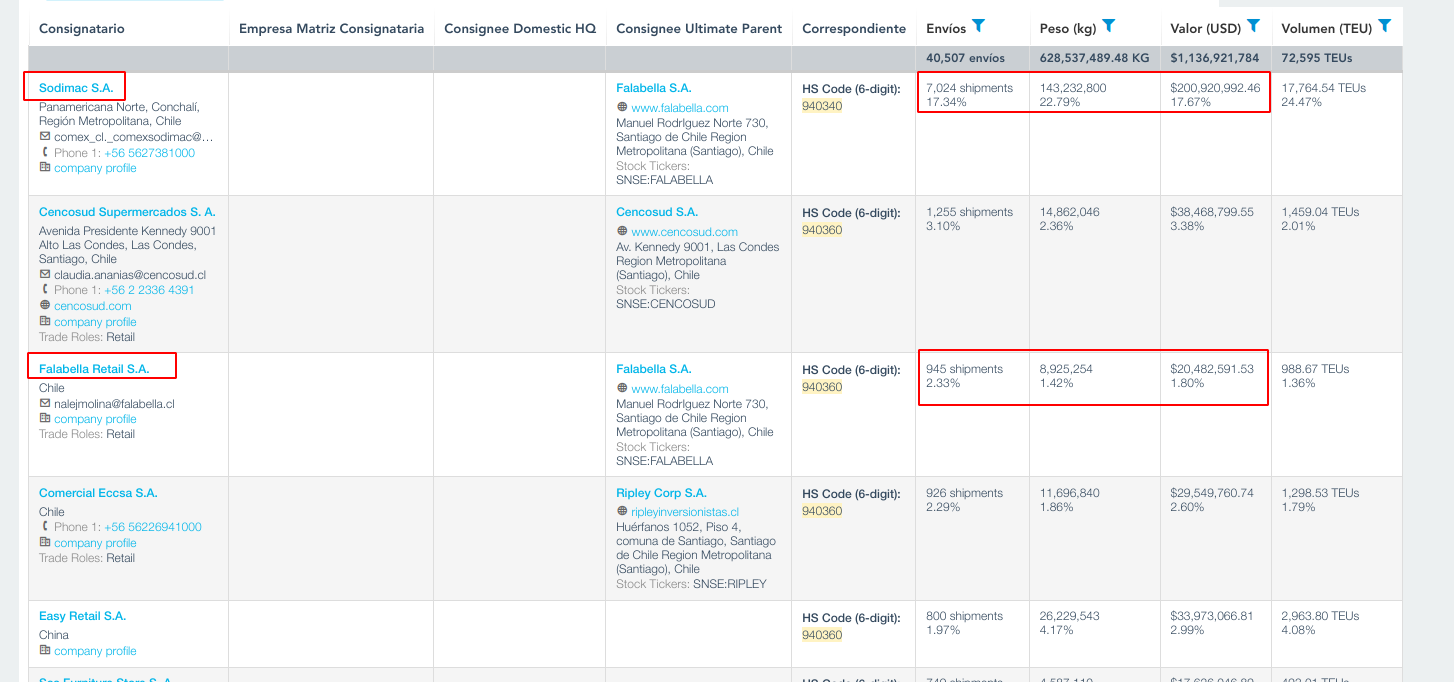 Consignatario Empresa Matriz Consignataria Consignee Domestic HQ Consignee Ultimate Parent Correspondiente Envíos Peso (kg) Valor (USD) Volumen (TEU)
40,507 envíos 628,537,489.48 KG $1,136,921,784 72,595 TEUs
Sodimac S.A.
Panamericana Norte, Conchalí,
Región Metropolitana, Chile
comex_cl._comexsodimac@...
Phone 1: +56 5627381000
company profile
Falabella S.A.
www.falabella.com
Manuel RodrIguez Norte 730,
Santiago de Chile Region
Metropolitana (Santiago), Chile
Stock Tickers:
SNSE:FALABELLA
HS Code (6-digit):
940340
7,024 shipments
17.34%
143,232,800
22.79%
$200,920,992.46
17.67%
17,764.54 TEUs
24.47%
Cencosud Supermercados S. A.
Avenida Presidente Kennedy 9001
Alto Las Condes, Las Condes,
Santiago, Chile
claudia.ananias@cencosud.cl
Phone 1: +56 2 2336 4391
cencosud.com
company profile
Trade Roles: Retail
Cencosud S.A.
www.cencosud.com
Av. Kennedy 9001, Las Condes
Region Metropolitana
(Santiago), Chile
Stock Tickers:
SNSE:CENCOSUD
HS Code (6-digit):
940360
1,255 shipments
3.10%
14,862,046
2.36%
$38,468,799.55
3.38%
1,459.04 TEUs
2.01%
Falabella Retail S.A.
Chile
nalejmolina@falabella.cl
company profile
Trade Roles: Retail
Falabella S.A.
www.falabella.com
Manuel RodrIguez Norte 730,
Santiago de Chile Region
Metropolitana (Santiago), Chile
Stock Tickers:
SNSE:FALABELLA
HS Code (6-digit):
940360
945 shipments
2.33%
8,925,254
1.42%
$20,482,591.53
1.80%
988.67 TEUs
1.36%
Comercial Eccsa S.A.
Chile
Phone 1: +56 56226941000
company profile
Trade Roles: Retail
Ripley Corp S.A.
ripleyinversionistas.cl
Huérfanos 1052, Piso 4,
comuna de Santiago, Santiago
de Chile Region Metropolitana
(Santiago), Chile
Stock Tickers: SNSE:RIPLEY
HS Code (6-digit):
940360
926 shipments
2.29%
11,696,840
1.86%
$29,549,760.74
2.60%
1,298.53 TEUs
1.79%
Easy Retail S.A.
China
company profile
HS Code (6-digit):
940360
800 shipments
1.97%
26,229,543
4.17%
$33,973,066.81
2.99%
2,963.80 TEUs
4.08%